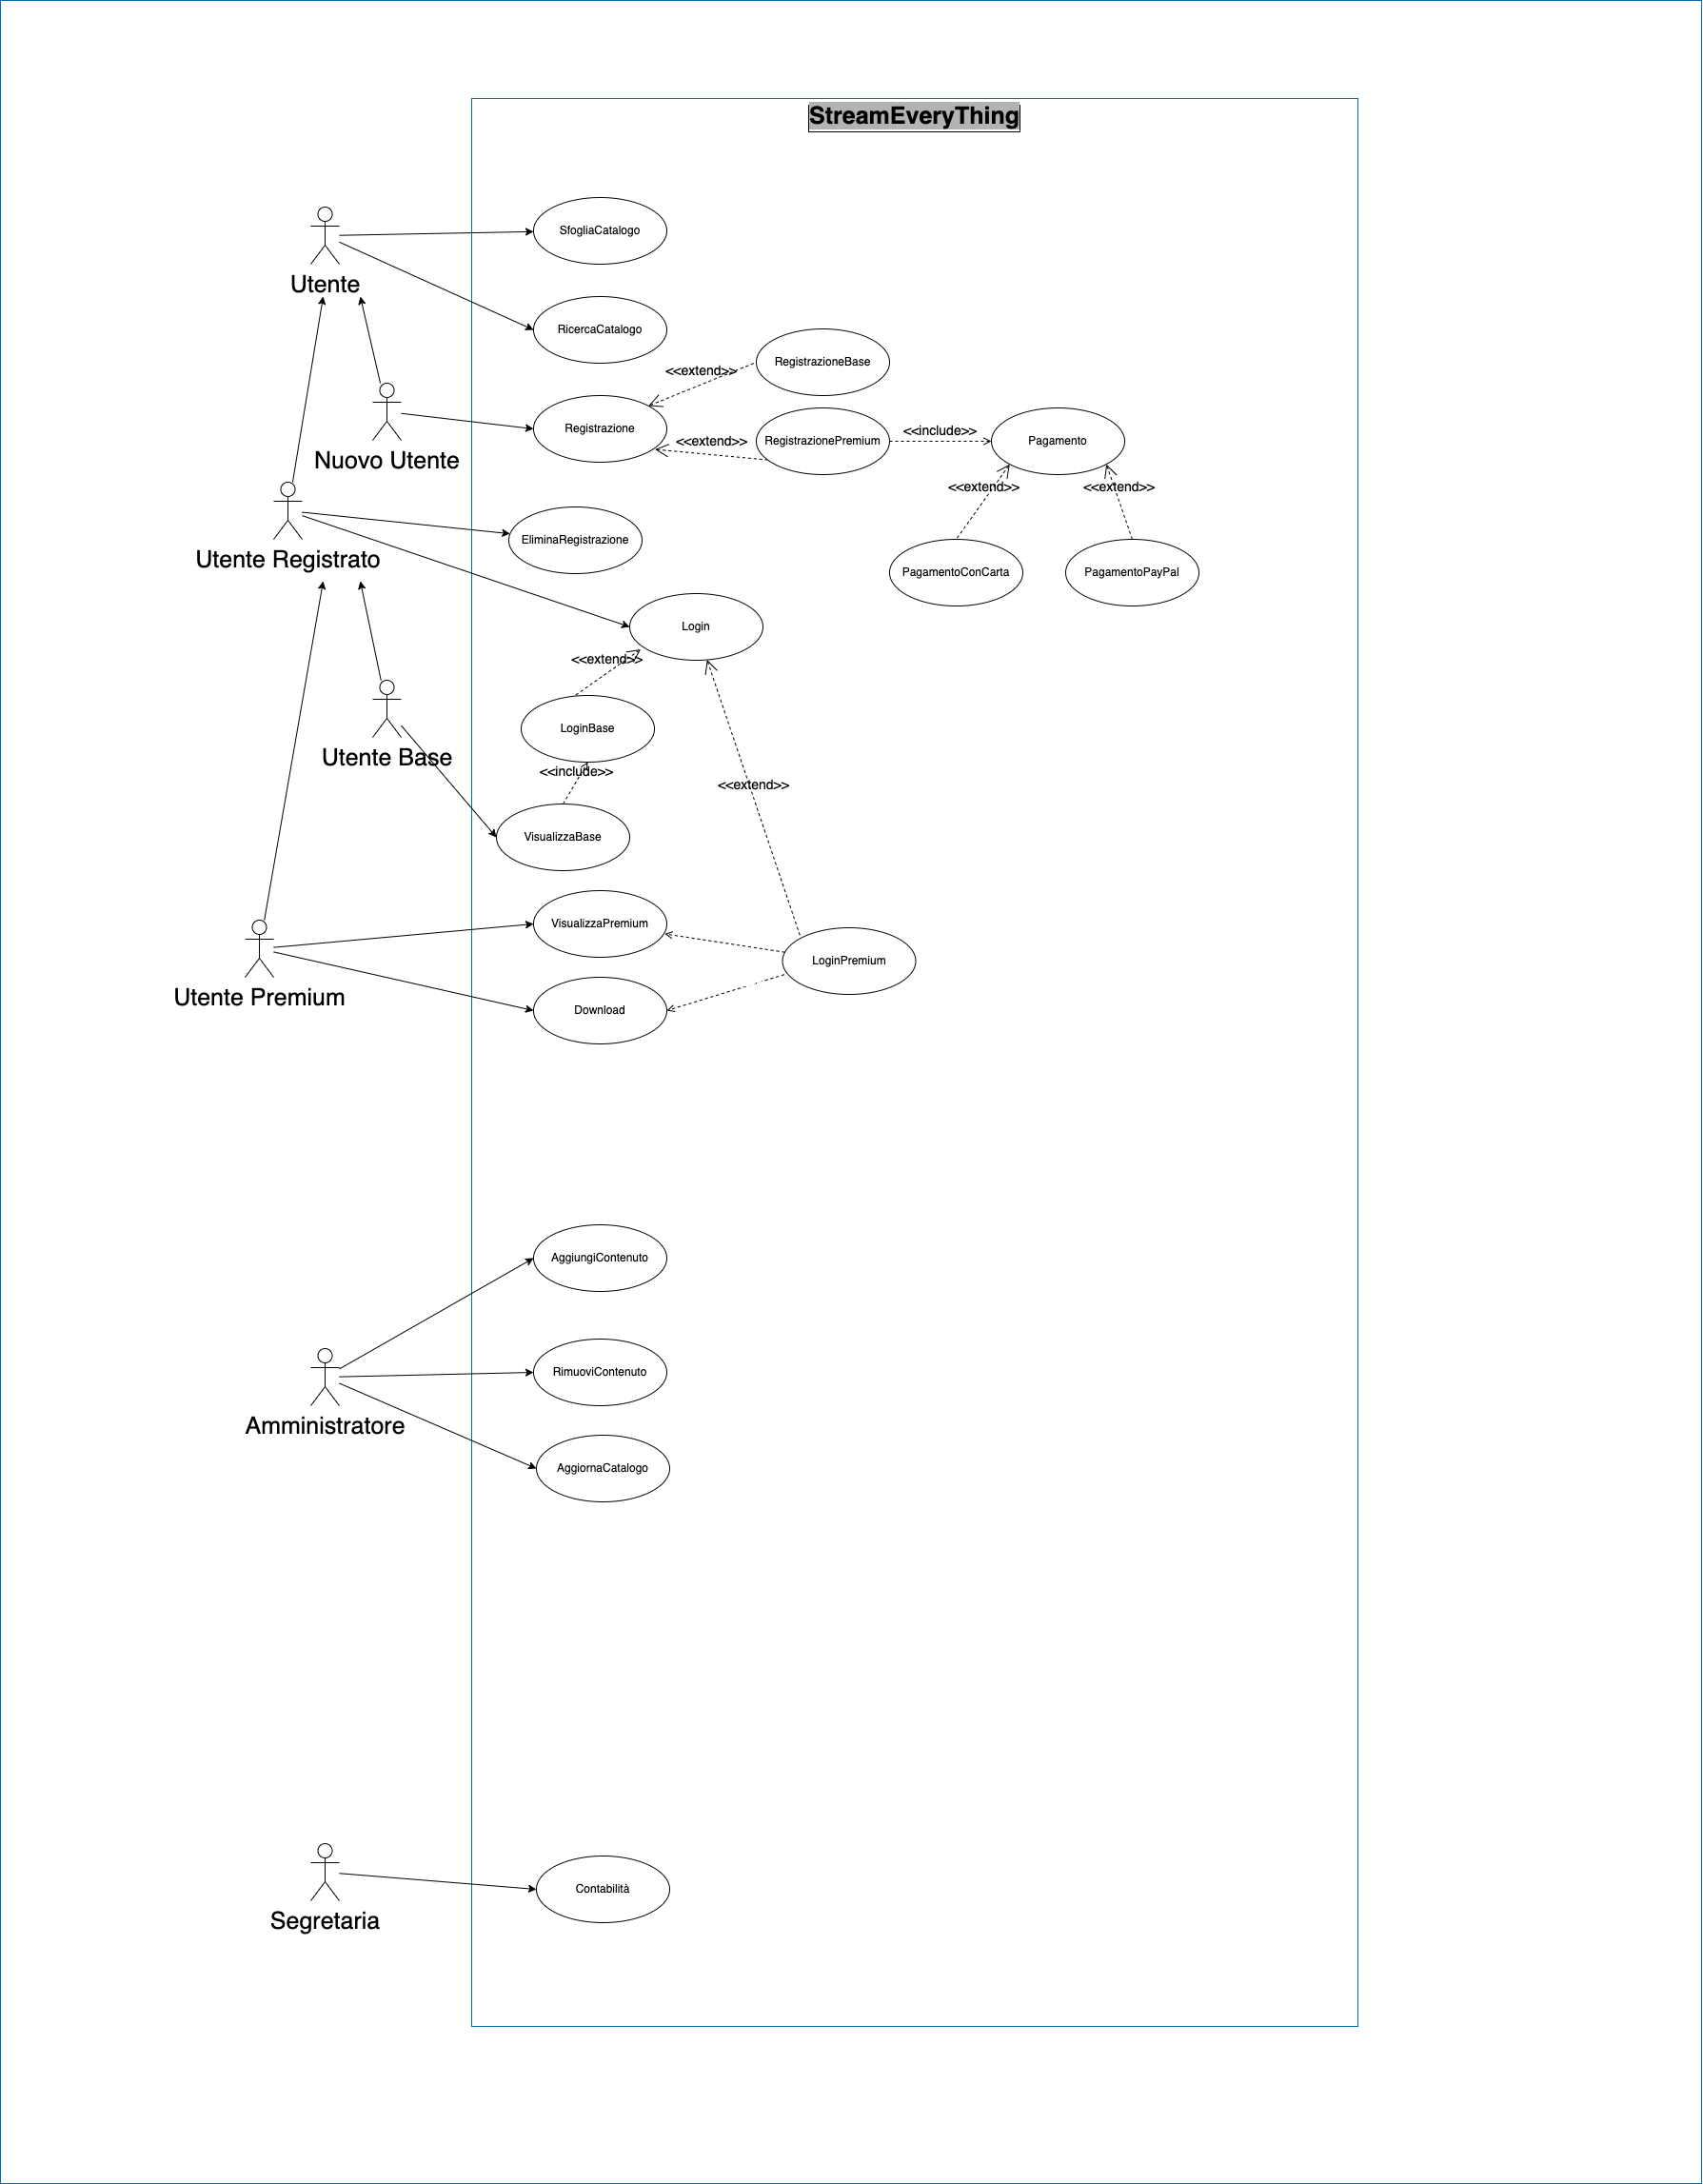 StreamEveryThing
SfogliaCatalogo
Utente
RicercaCatalogo
RegistrazioneBase
<<extend>>
Registrazione
<<extend>>
RegistrazionePremium
<<include>>
Pagamento
Nuovo Utente
<<extend>>
<<extend>>
EliminaRegistrazione
Utente Registrato
PagamentoConCarta
PagamentoPayPal
Login
<<extend>>
LoginBase
Utente Base
<<include>>
<<extend>>
VisualizzaBase
VisualizzaPremium
LoginPremium
Utente Premium
Download
AggiungiContenuto
RimuoviContenuto
Amministratore
AggiornaCatalogo
Contabilità
Segretaria